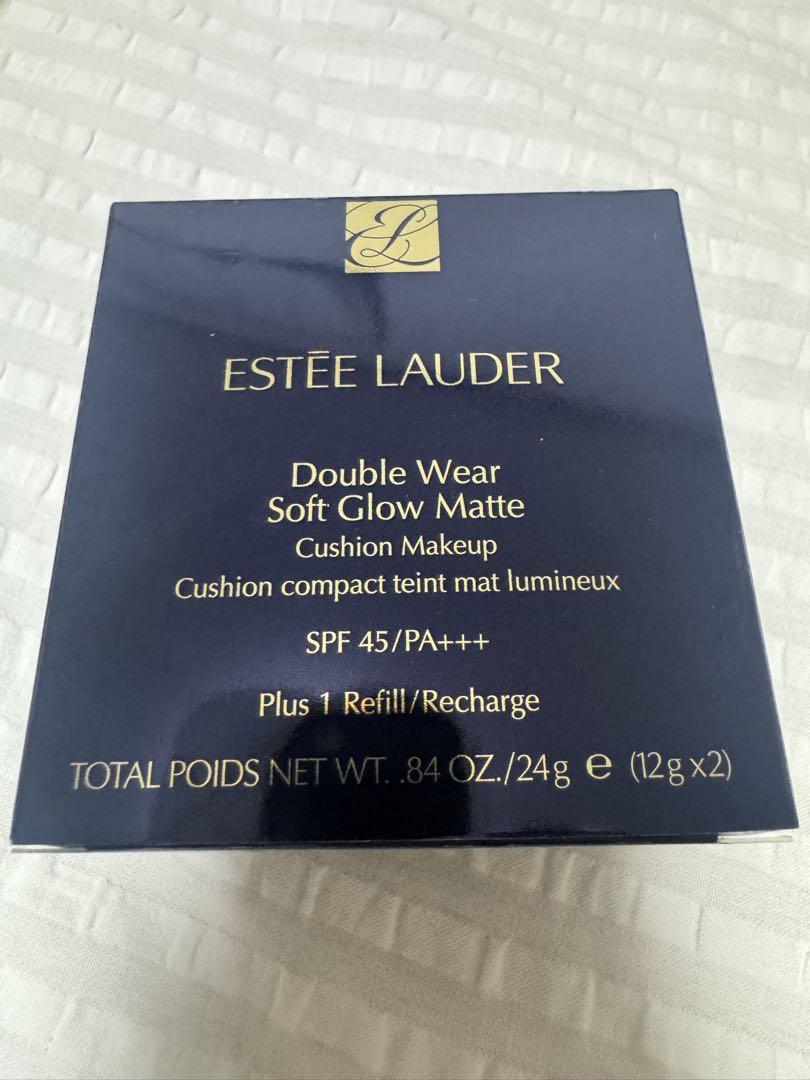 ESTĒE LAUDER
Double Wear
Soft Glow Matte
Cushion Makeup
Cushion compact teint mat lumineux
SPF 45/PA+++
Plus 1 Refill/Recharge
TOTAL POIDS NET WT. .84 OZ./24g ℮ (12g x2)